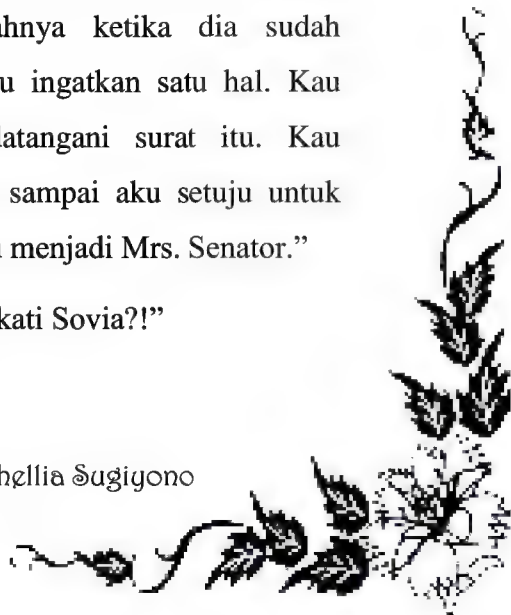 ahnya ketika dia sudah
u ingatkan satu hal. Kau
latangani surat itu. Kau
sampai aku setuju untuk
menjadi Mrs. Senator.”
kati Sovia?!”
hellia Sugiyono